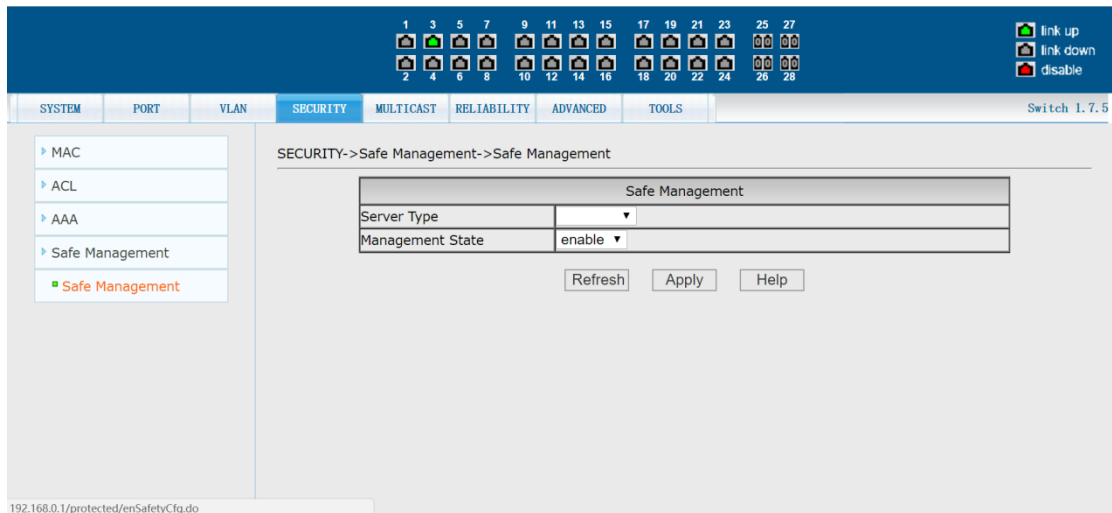 1 3 5 7 9 11 13 15 17 19 21 23 25 27
2 4 6 8 10 12 14 16 18 20 22 24 26 28
link up
link down
disable
SYSTEM PORT VLAN SECURITY MULTICAST RELIABILITY ADVANCED TOOLS Switch 1.7.5
MAC
ACL
AAA
Safe Management
Safe Management
SECURITY->Safe Management->Safe Management
Safe Management
Server Type
Management State enable
Refresh Apply Help
192.168.0.1/protected/enSafetyCfg.do